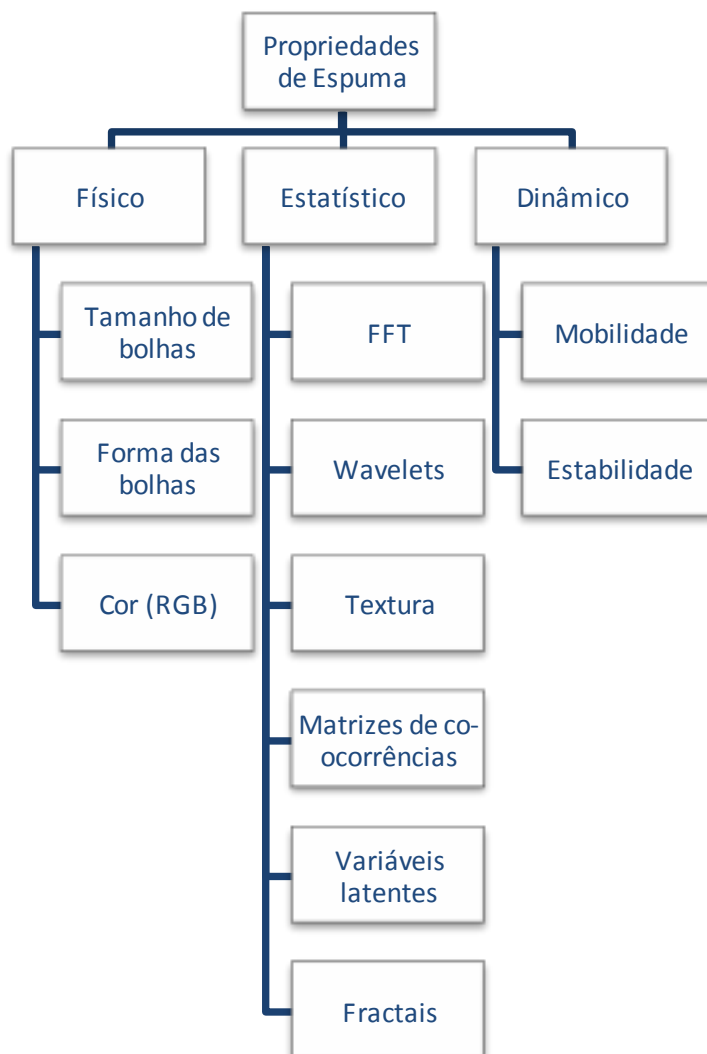 Propriedades
de Espuma
Físico
Estatístico
Dinâmico
Tamanho de
bolhas
Forma das
bolhas
Cor (RGB)
FFT
Wavelets
Textura
Matrizes de co-
ocorrências
Variáveis
latentes
Fractais
Mobilidade
Estabilidade